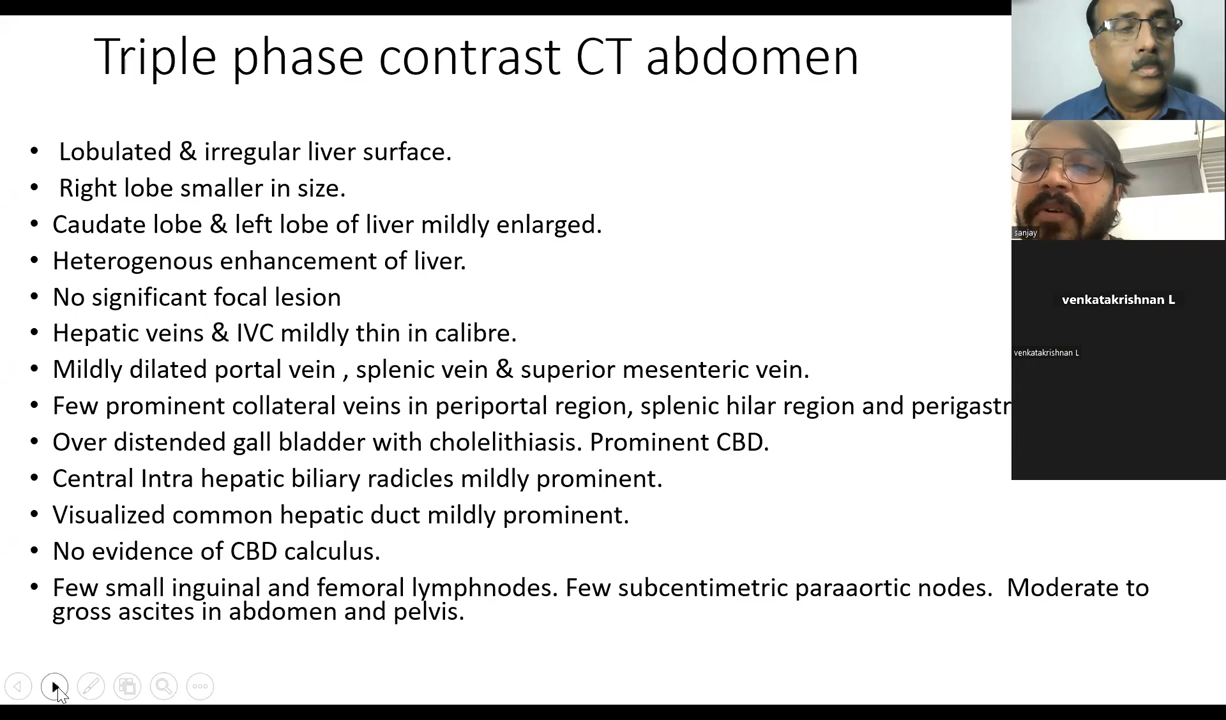 Triple phase contrast CT abdomen
• Lobulated & irregular liver surface.
• Right lobe smaller in size.
• Caudate lobe & left lobe of liver mildly enlarged.
• Heterogenous enhancement of liver.
• No significant focal lesion
• Hepatic veins & IVC mildly thin in calibre.
• Mildly dilated portal vein , splenic vein & superior mesenteric vein.
• Few prominent collateral veins in periportal region, splenic hilar region and perigastr
• Over distended gall bladder with cholelithiasis. Prominent CBD.
• Central Intra hepatic biliary radicles mildly prominent.
• Visualized common hepatic duct mildly prominent.
• No evidence of CBD calculus.
• Few small inguinal and femoral lymphnodes. Few subcentimetric paraaortic nodes. Moderate to
gross ascites in abdomen and pelvis.
sanjay
venkatakrishnan L
venkatakrishnan L